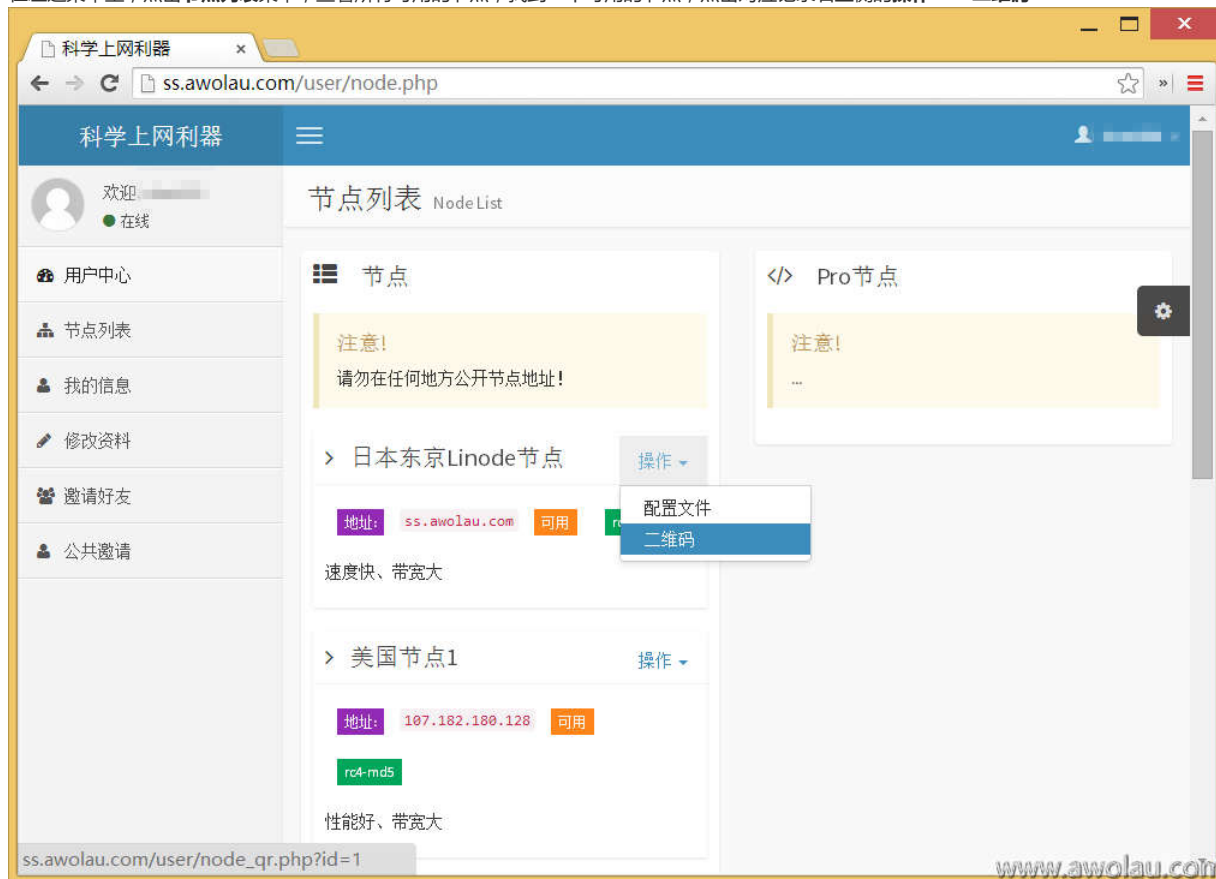 科学上网利器 ×
ss.awolau.com/user/node.php
科学上网利器
欢迎
在线
节点列表 Node List
用户中心
节点列表
我的信息
修改资料
邀请好友
公共邀请
节点
注意!
请勿在任何地方公开节点地址!
日本东京Linode节点 操作
配置文件
二维码
地址: ss.awolau.com 可用
速度快、带宽大
美国节点1 操作
地址: 107.182.180.128 可用
rc4-md5
性能好、带宽大
Pro节点
注意!
...
ss.awolau.com/user/node_qr.php?id=1
www.awolau.com